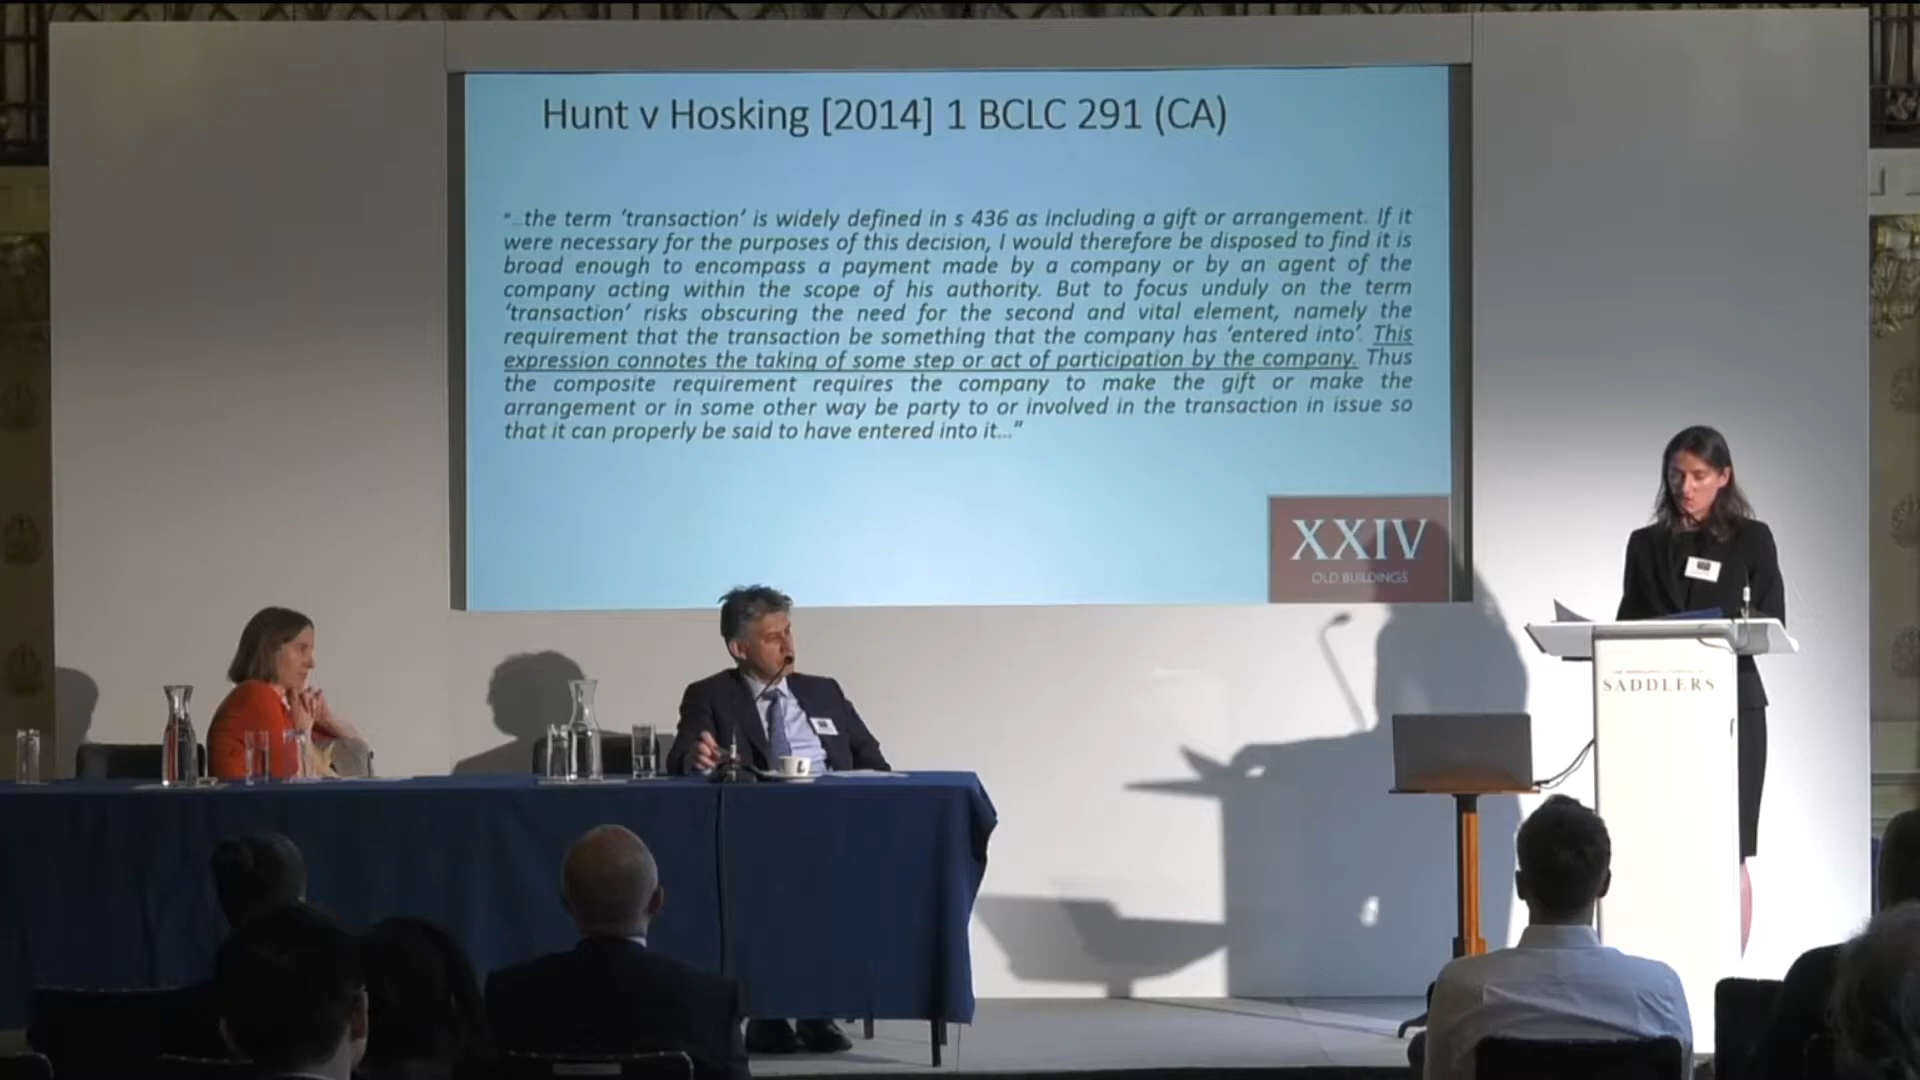 Hunt v Hosking [2014] 1 BCLC 291 (CA)
“…the term ‘transaction’ is widely defined in s 436 as including a gift or arrangement. If it
were necessary for the purposes of this decision, I would therefore be disposed to find it is
broad enough to encompass a payment made by a company or by an agent of the
company acting within the scope of his authority. But to focus unduly on the term
‘transaction’ risks obscuring the need for the second and vital element, namely the
requirement that the transaction be something that the company has ‘entered into’. This
expression connotes the taking of some step or act of participation by the company. Thus
the composite requirement requires the company to make the gift or make the
arrangement or in some other way be party to or involved in the transaction in issue so
that it can properly be said to have entered into it…”
XXIV
OLD BUILDINGS
SADDLERS